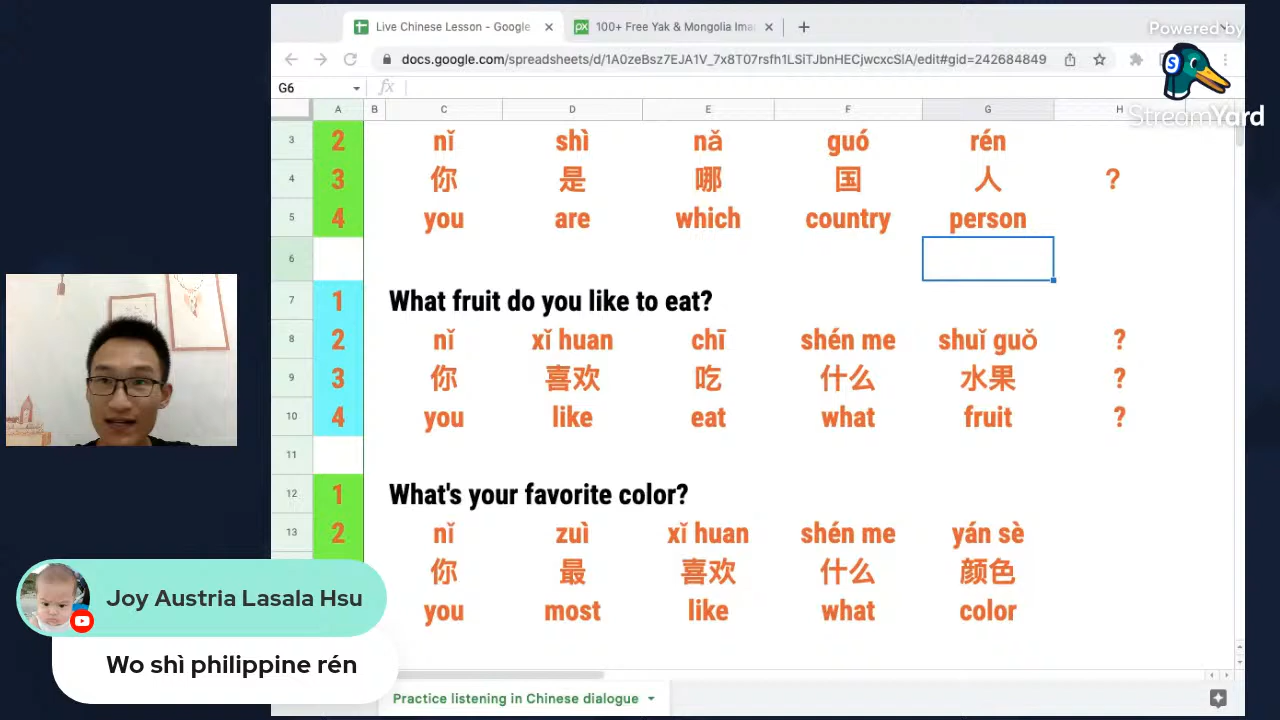 Live Chinese Lesson - Google
100+ Free Yak & Mongolia Ima
Powered by
docs.google.com/spreadsheets/d/1A0zeBsz7EJA1V_7x8T07rsfh1LSiTJbnHECjwcxcSlA/edit#gid=242684849
StreamYard
G6
fx
A B C D E F G H
3 2 nǐ shì nǎ guó rén
4 3 你 是 哪 国 人 ?
5 4 you are which country person
6
7 1 What fruit do you like to eat?
8 2 nǐ xǐ huan chī shén me shuǐ guǒ ?
9 3 你 喜欢 吃 什么 水果 ?
10 4 you like eat what fruit ?
11
12 1 What's your favorite color?
13 2 nǐ zuì xǐ huan shén me yán sè
你 最 喜欢 什么 颜色
you most like what color
Joy Austria Lasala Hsu
Wo shì philippine rén
Practice listening in Chinese dialogue